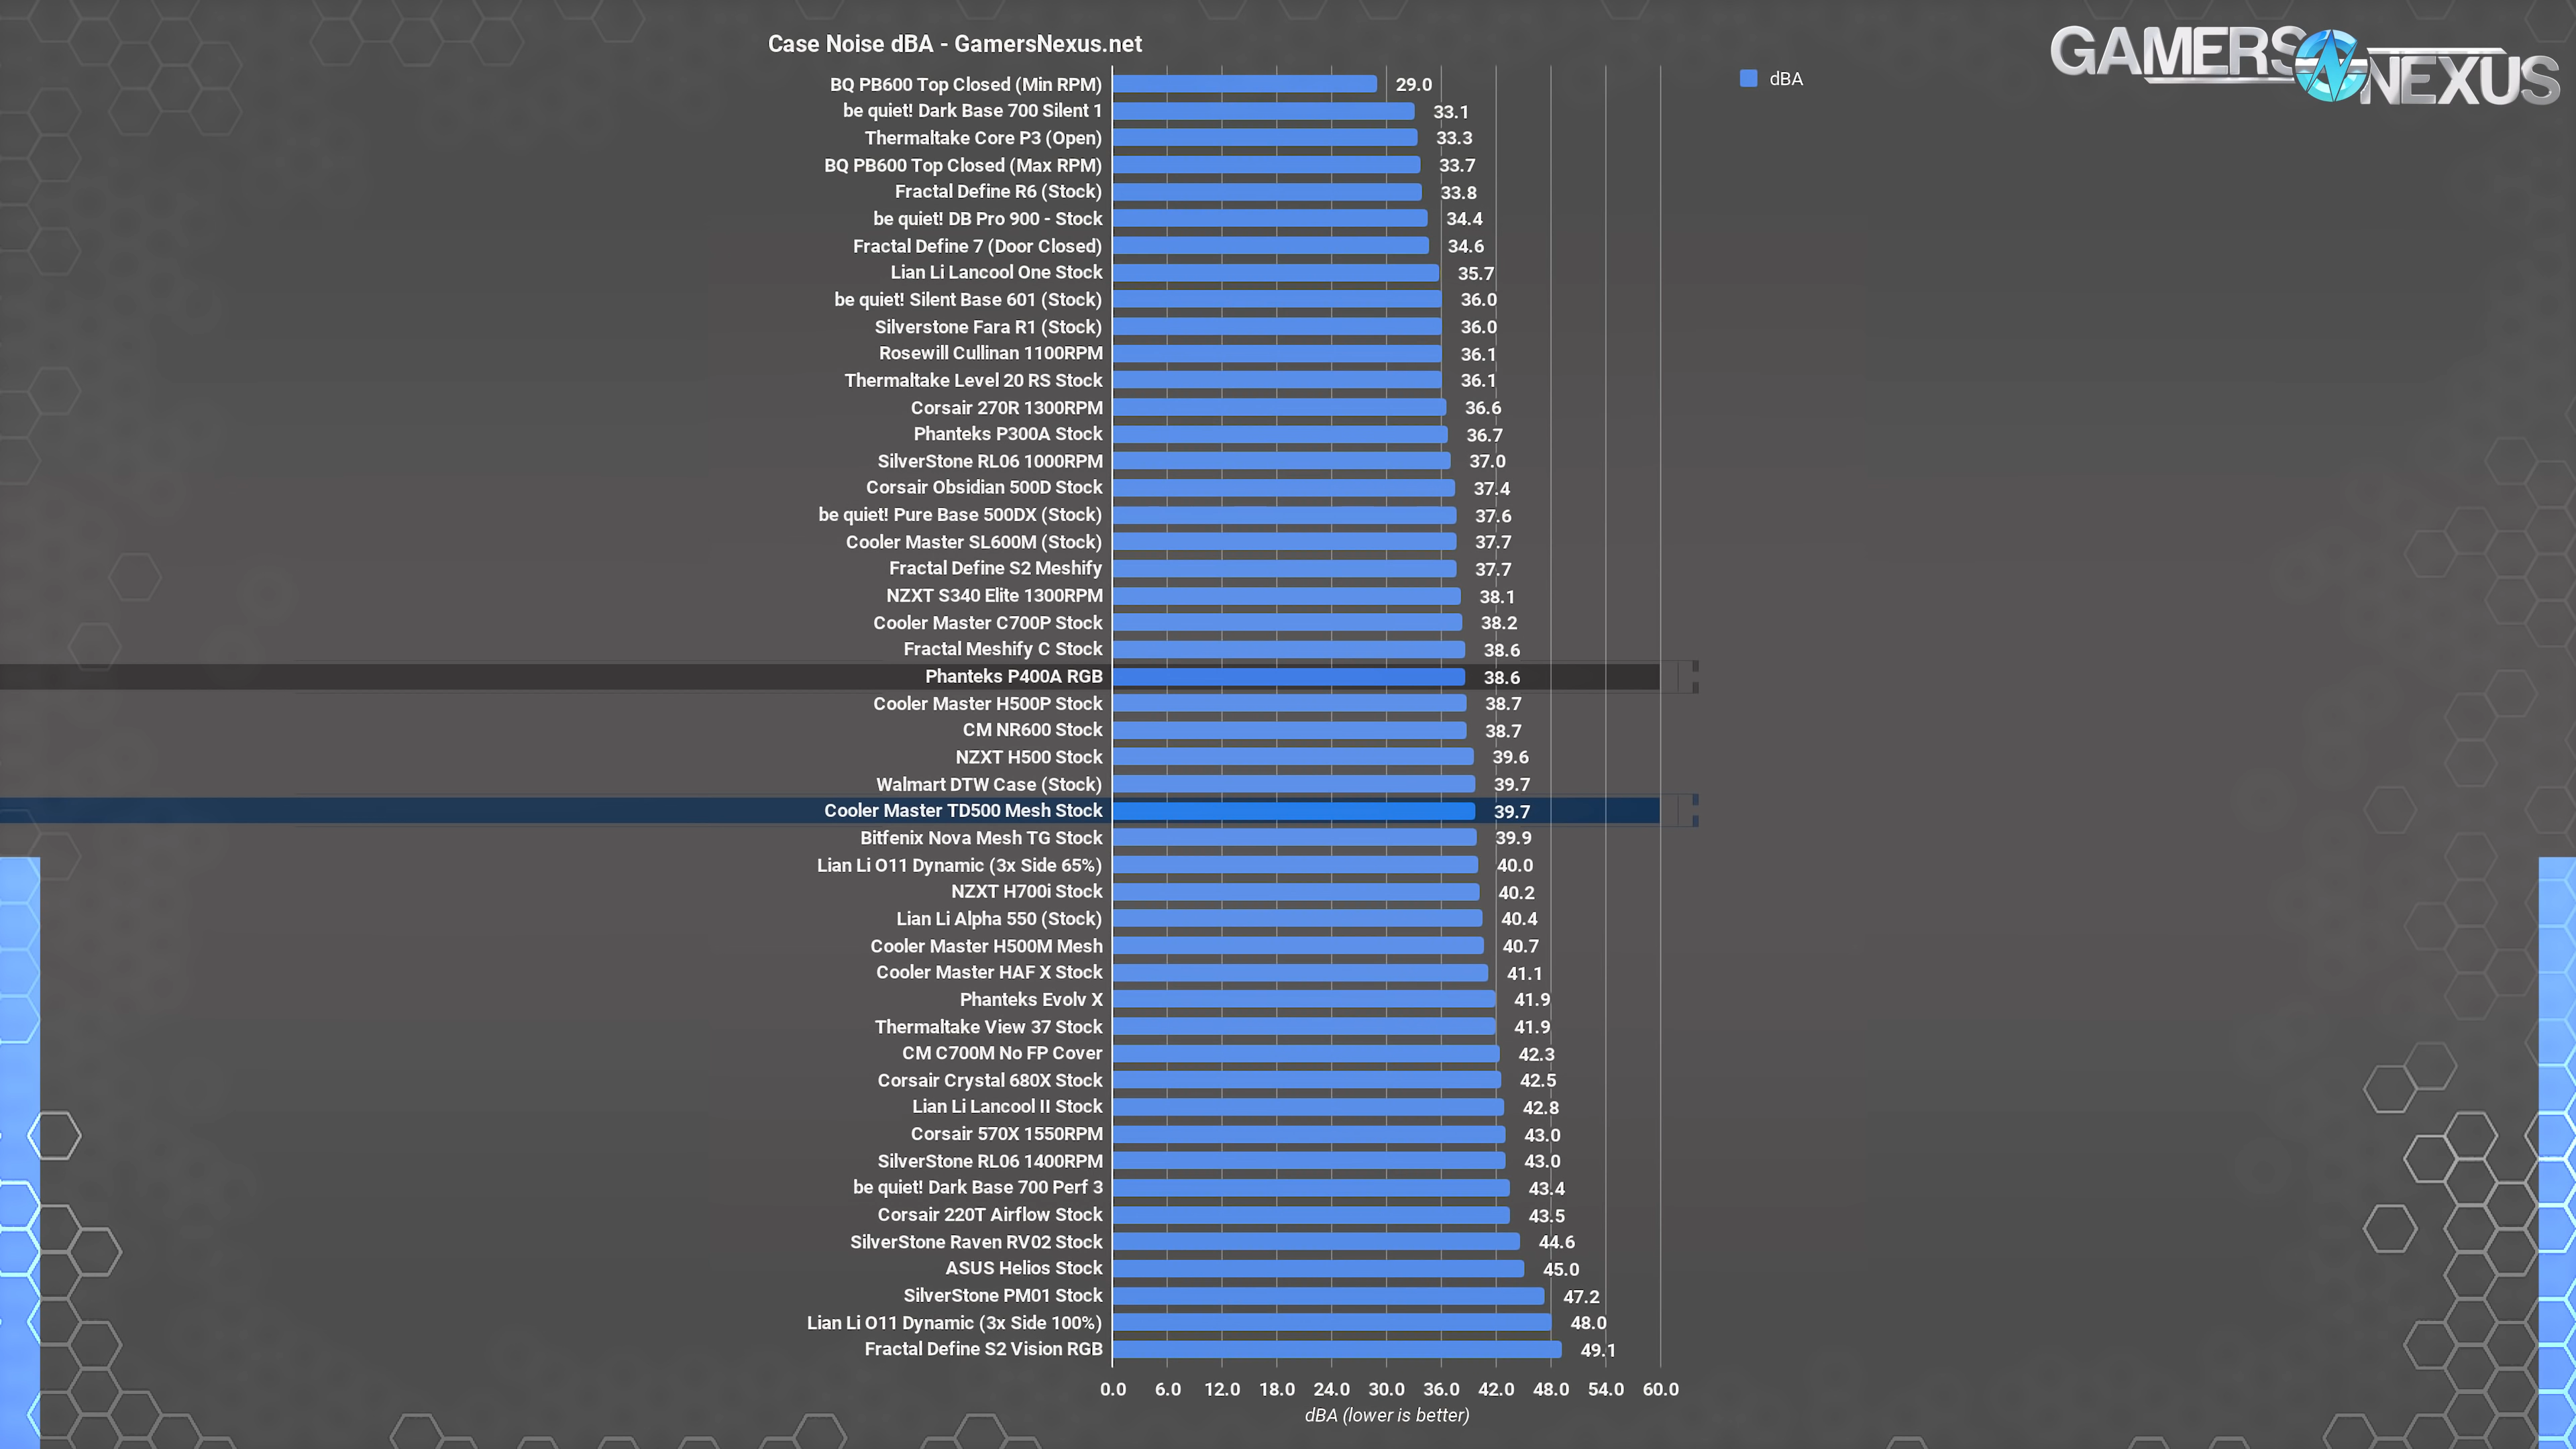 Case Noise dBA - GamersNexus.net
GAMERS NEXUS
dBA
BQ PB600 Top Closed (Min RPM) 29.0
be quiet! Dark Base 700 Silent 1 33.1
Thermaltake Core P3 (Open) 33.3
BQ PB600 Top Closed (Max RPM) 33.7
Fractal Define R6 (Stock) 33.8
be quiet! DB Pro 900 - Stock 34.4
Fractal Define 7 (Door Closed) 34.6
Lian Li Lancool One Stock 35.7
be quiet! Silent Base 601 (Stock) 36.0
Silverstone Fara R1 (Stock) 36.0
Rosewill Cullinan 1100RPM 36.1
Thermaltake Level 20 RS Stock 36.1
Corsair 270R 1300RPM 36.6
Phanteks P300A Stock 36.7
SilverStone RL06 1000RPM 37.0
Corsair Obsidian 500D Stock 37.4
be quiet! Pure Base 500DX (Stock) 37.6
Cooler Master SL600M (Stock) 37.7
Fractal Define S2 Meshify 37.7
NZXT S340 Elite 1300RPM 38.1
Cooler Master C700P Stock 38.2
Fractal Meshify C Stock 38.6
Phanteks P400A RGB 38.6
Cooler Master H500P Stock 38.7
CM NR600 Stock 38.7
NZXT H500 Stock 39.6
Walmart DTW Case (Stock) 39.7
Cooler Master TD500 Mesh Stock 39.7
Bitfenix Nova Mesh TG Stock 39.9
Lian Li O11 Dynamic (3x Side 65%) 40.0
NZXT H700i Stock 40.2
Lian Li Alpha 550 (Stock) 40.4
Cooler Master H500M Mesh 40.7
Cooler Master HAF X Stock 41.1
Phanteks Evolv X 41.9
Thermaltake View 37 Stock 41.9
CM C700M No FP Cover 42.3
Corsair Crystal 680X Stock 42.5
Lian Li Lancool II Stock 42.8
Corsair 570X 1550RPM 43.0
SilverStone RL06 1400RPM 43.0
be quiet! Dark Base 700 Perf 3 43.4
Corsair 220T Airflow Stock 43.5
SilverStone Raven RV02 Stock 44.6
ASUS Helios Stock 45.0
SilverStone PM01 Stock 47.2
Lian Li O11 Dynamic (3x Side 100%) 48.0
Fractal Define S2 Vision RGB 49.1
0.0 6.0 12.0 18.0 24.0 30.0 36.0 42.0 48.0 54.0 60.0
dBA (lower is better)